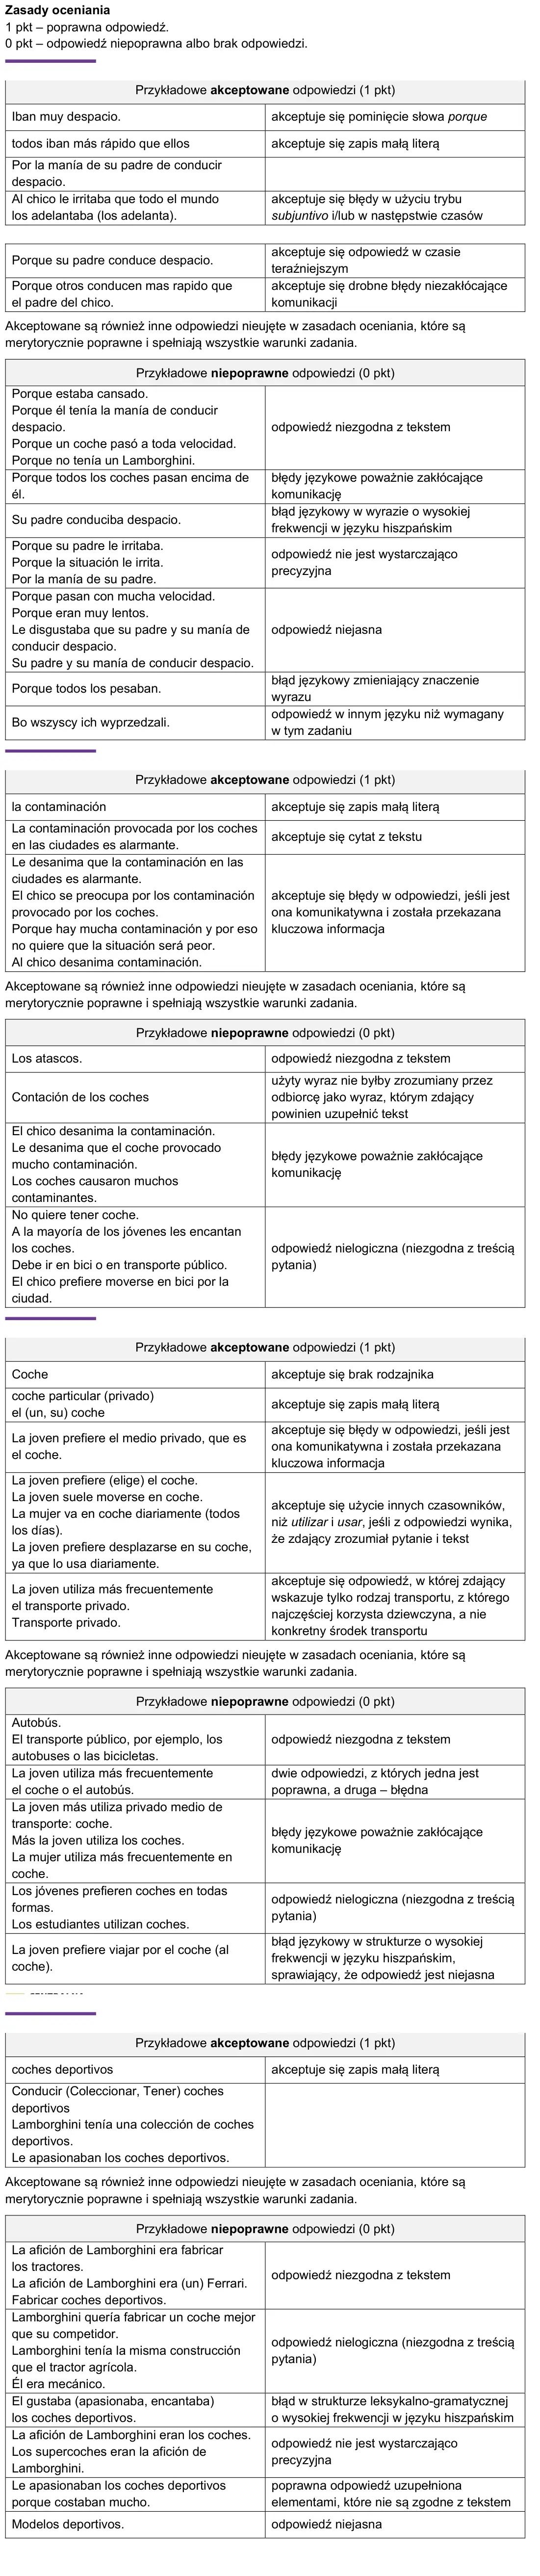 Zasady oceniania
1 pkt – poprawna odpowiedź.
0 pkt – odpowiedź niepoprawna albo brak odpowiedzi.
Przykładowe akceptowane odpowiedzi (1 pkt)
Iban muy despacio.
akceptuje się pominięcie słowa porque
todos iban más rápido que ellos
akceptuje się zapis małą literą
Por la manía de su padre de conducir
despacio.
Al chico le irritaba que todo el mundo
los adelantaba (los adelanta).
akceptuje się błędy w użyciu trybu
subjuntivo i/lub w następstwie czasów
Porque su padre conduce despacio.
akceptuje się odpowiedź w czasie
teraźniejszym
Porque otros conducen mas rapido que
el padre del chico.
akceptuje się drobne błędy niezakłócające
komunikacji
Akceptowane są również inne odpowiedzi nieujęte w zasadach oceniania, które są
merytorycznie poprawne i spełniają wszystkie warunki zadania.
Przykładowe niepoprawne odpowiedzi (0 pkt)
Porque estaba cansado.
Porque él tenía la manía de conducir
despacio.
Porque un coche pasó a toda velocidad.
Porque no tenía un Lamborghini.
odpowiedź niezgodna z tekstem
Porque todos los coches pasan encima de
él.
błędy językowe poważnie zakłócające
komunikację
Su padre conduciba despacio.
błąd językowy w wyrazie o wysokiej
frekwencji w języku hiszpańskim
Porque su padre le irritaba.
Porque la situación le irrita.
Por la manía de su padre.
odpowiedź nie jest wystarczająco
precyzyjna
Porque pasan con mucha velocidad.
Porque eran muy lentos.
Le disgustaba que su padre y su manía de
conducir despacio.
Su padre y su manía de conducir despacio.
odpowiedź niejasna
Porque todos los pesaban.
błąd językowy zmieniający znaczenie
wyrazu
Bo wszyscy ich wyprzedzali.
odpowiedź w innym języku niż wymagany
w tym zadaniu
Przykładowe akceptowane odpowiedzi (1 pkt)
la contaminación
akceptuje się zapis małą literą
La contaminación provocada por los coches
en las ciudades es alarmante.
akceptuje się cytat z tekstu
Le desanima que la contaminación en las
ciudades es alarmante.
El chico se preocupa por los contaminación
provocado por los coches.
Porque hay mucha contaminación y por eso
no quiere que la situación será peor.
Al chico desanima contaminación.
akceptuje się błędy w odpowiedzi, jeśli jest
ona komunikatywna i została przekazana
kluczowa informacja
Akceptowane są również inne odpowiedzi nieujęte w zasadach oceniania, które są
merytorycznie poprawne i spełniają wszystkie warunki zadania.
Przykładowe niepoprawne odpowiedzi (0 pkt)
Los atascos.
odpowiedź niezgodna z tekstem
Contación de los coches
użyty wyraz nie byłby zrozumiany przez
odbiorcę jako wyraz, którym zdający
powinien uzupełnić tekst
El chico desanima la contaminación.
Le desanima que el coche provocado
mucho contaminación.
Los coches causaron muchos
contaminantes.
błędy językowe poważnie zakłócające
komunikację
No quiere tener coche.
A la mayoría de los jóvenes les encantan
los coches.
Debe ir en bici o en transporte público.
El chico prefiere moverse en bici por la
ciudad.
odpowiedź nielogiczna (niezgodna z treścią
pytania)
Przykładowe akceptowane odpowiedzi (1 pkt)
Coche
akceptuje się brak rodzajnika
coche particular (privado)
el (un, su) coche
akceptuje się zapis małą literą
La joven prefiere el medio privado, que es
el coche.
akceptuje się błędy w odpowiedzi, jeśli jest
ona komunikatywna i została przekazana
kluczowa informacja
La joven prefiere (elige) el coche.
La joven suele moverse en coche.
La mujer va en coche diariamente (todos
los días).
La joven prefiere desplazarse en su coche,
ya que lo usa diariamente.
akceptuje się użycie innych czasowników,
niż utilizar i usar, jeśli z odpowiedzi wynika,
że zdający zrozumiał pytanie i tekst
La joven utiliza más frecuentemente
el transporte privado.
Transporte privado.
akceptuje się odpowiedź, w której zdający
wskazuje tylko rodzaj transportu, z którego
najczęściej korzysta dziewczyna, a nie
konkretny środek transportu
Akceptowane są również inne odpowiedzi nieujęte w zasadach oceniania, które są
merytorycznie poprawne i spełniają wszystkie warunki zadania.
Przykładowe niepoprawne odpowiedzi (0 pkt)
Autobús.
El transporte público, por ejemplo, los
autobuses o las bicicletas.
odpowiedź niezgodna z tekstem
La joven utiliza más frecuentemente
el coche o el autobús.
dwie odpowiedzi, z których jedna jest
poprawna, a druga – błędna
La joven más utiliza privado medio de
transporte: coche.
Más la joven utiliza los coches.
La mujer utiliza más frecuentemente en
coche.
błędy językowe poważnie zakłócające
komunikację
Los jóvenes prefieren coches en todas
formas.
Los estudiantes utilizan coches.
odpowiedź nielogiczna (niezgodna z treścią
pytania)
La joven prefiere viajar por el coche (al
coche).
błąd językowy w strukturze o wysokiej
frekwencji w języku hiszpańskim,
sprawiający, że odpowiedź jest niejasna
Przykładowe akceptowane odpowiedzi (1 pkt)
coches deportivos
akceptuje się zapis małą literą
Conducir (Coleccionar, Tener) coches
deportivos
Lamborghini tenía una colección de coches
deportivos.
Le apasionaban los coches deportivos.
Akceptowane są również inne odpowiedzi nieujęte w zasadach oceniania, które są
merytorycznie poprawne i spełniają wszystkie warunki zadania.
Przykładowe niepoprawne odpowiedzi (0 pkt)
La afición de Lamborghini era fabricar
los tractores.
La afición de Lamborghini era (un) Ferrari.
Fabricar coches deportivos.
odpowiedź niezgodna z tekstem
Lamborghini quería fabricar un coche mejor
que su competidor.
Lamborghini tenía la misma construcción
que el tractor agrícola.
Él era mecánico.
odpowiedź nielogiczna (niezgodna z treścią
pytania)
El gustaba (apasionaba, encantaba)
los coches deportivos.
błąd w strukturze leksykalno-gramatycznej
o wysokiej frekwencji w języku hiszpańskim
La afición de Lamborghini eran los coches.
Los supercoches eran la afición de
Lamborghini.
odpowiedź nie jest wystarczająco
precyzyjna
Le apasionaban los coches deportivos
porque costaban mucho.
poprawna odpowiedź uzupełniona
elementami, które nie są zgodne z tekstem
Modelos deportivos.
odpowiedź niejasna